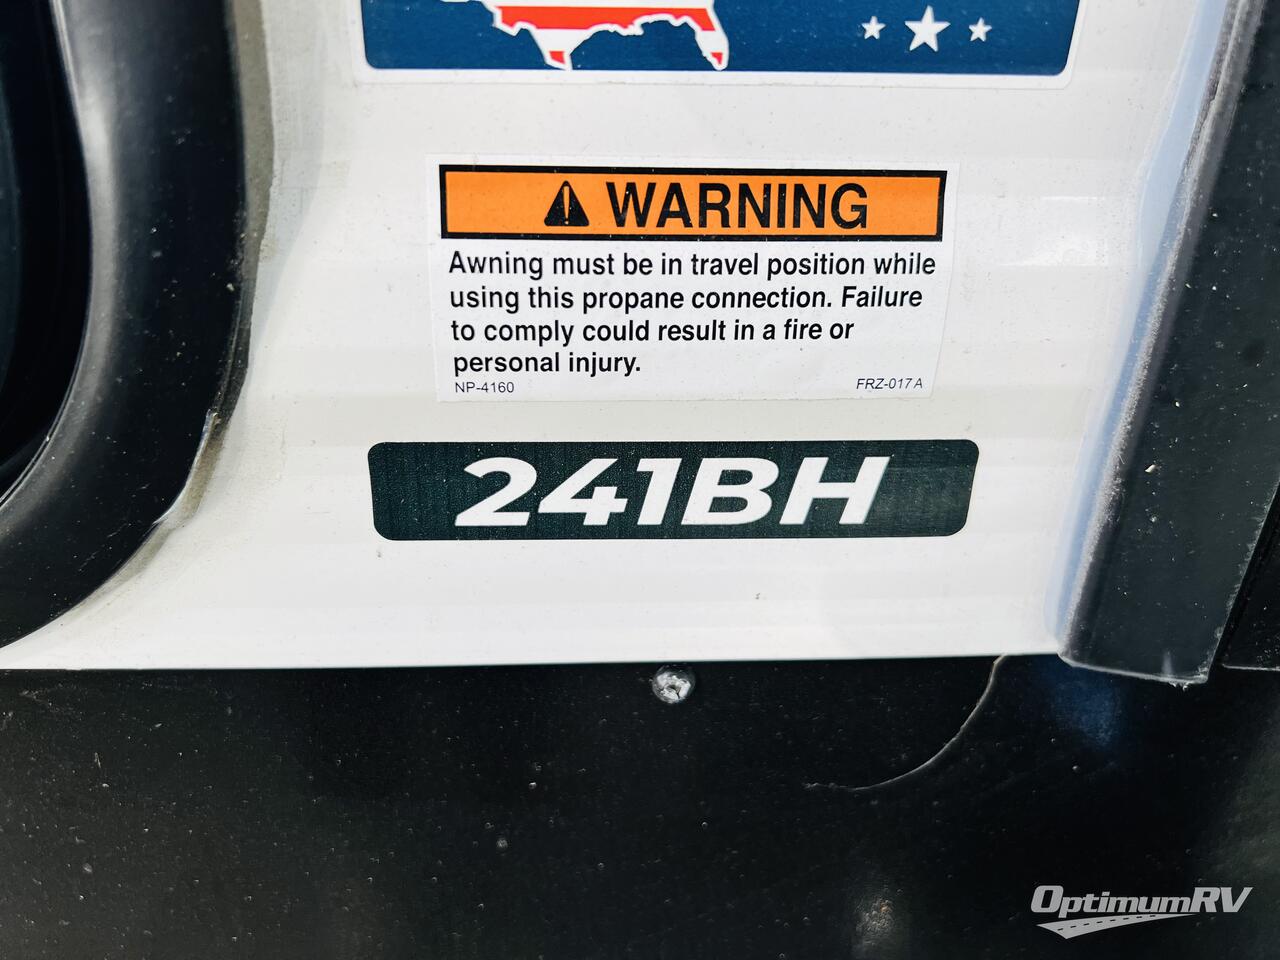 WARNING
Awning must be in travel position while
using this propane connection. Failure
to comply could result in a fire or
personal injury.
NP-4160
FRZ-017A
241BH
OptimumRV